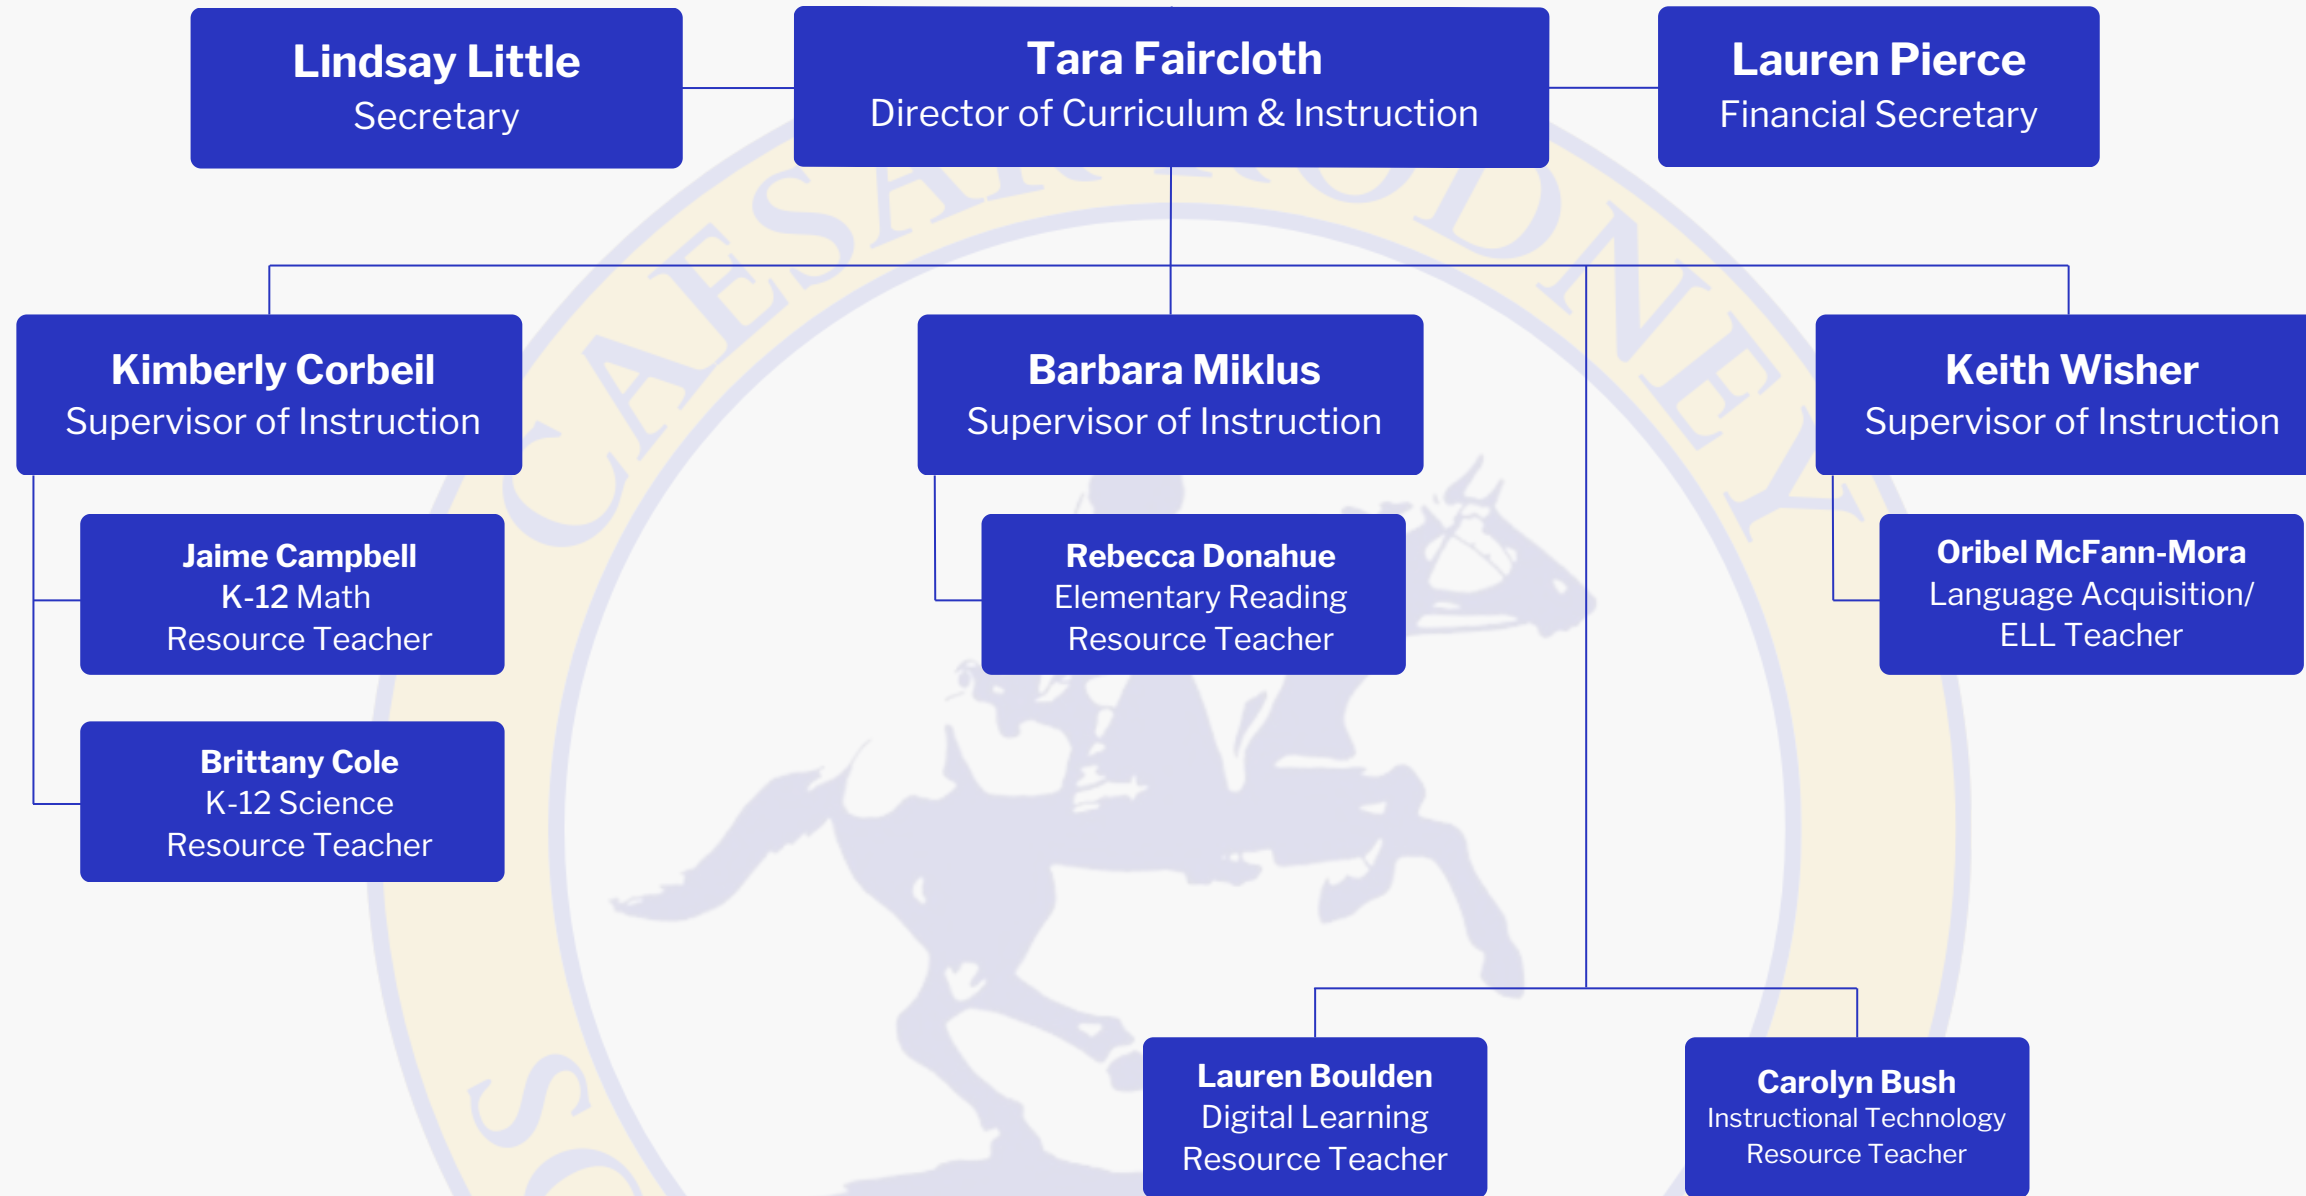 Lindsay Little
Secretary
Tara Faircloth
Director of Curriculum & Instruction
Lauren Pierce
Financial Secretary
CAESAR RODNEY
Kimberly Corbeil
Supervisor of Instruction
Barbara Miklus
Supervisor of Instruction
Keith Wisher
Supervisor of Instruction
Jaime Campbell
K-12 Math
Resource Teacher
Rebecca Donahue
Elementary Reading
Resource Teacher
Oribel McFann-Mora
Language Acquisition/
ELL Teacher
Brittany Cole
K-12 Science
Resource Teacher
Lauren Boulden
Digital Learning
Resource Teacher
Carolyn Bush
Instructional Technology
Resource Teacher